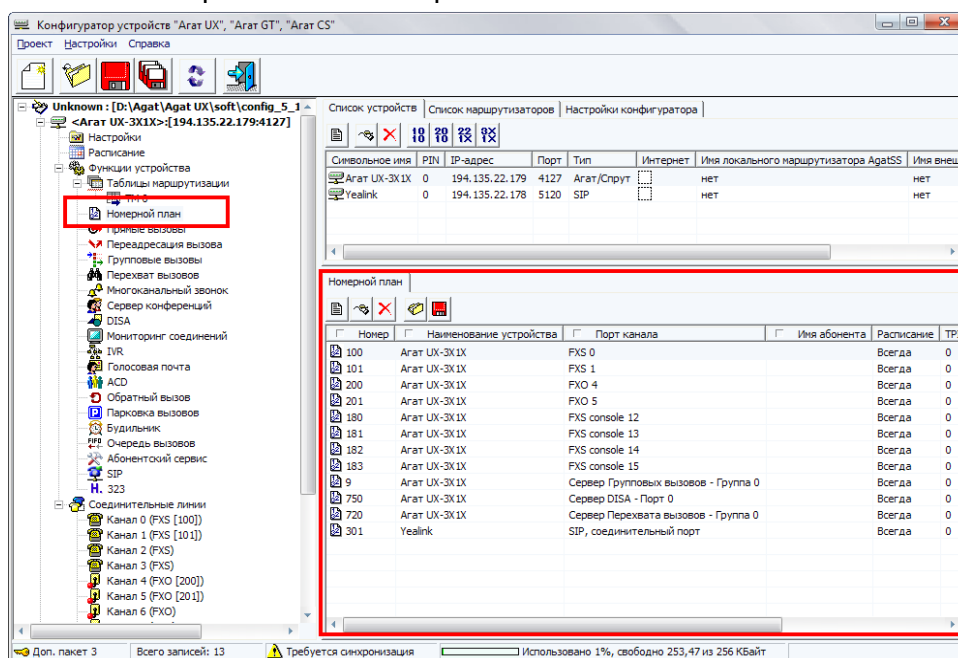 Конфигуратор устройств "Агат UX", "Агат GT", "Агат CS"
Проект Настройки Справка
Unknown : [D:\Agat\Agat UX\soft\config_5_1
<Агат UX-3X1X>:[194.135.22.179:4127]
Настройки
Расписание
Функции устройства
Таблицы маршрутизации
ТМ 0
Номерной план
Прямые вызовы
Переадресация вызова
Групповые вызовы
Перехват вызовов
Многоканальный звонок
Сервер конференций
DISA
Мониторинг соединений
IVR
Голосовая почта
ACD
Обратный вызов
Парковка вызовов
Будильник
Очередь вызовов
Абонентский сервис
SIP
H. 323
Соединительные линии
Канал 0 (FXS [100])
Канал 1 (FXS [101])
Канал 2 (FXS)
Канал 3 (FXS)
Канал 4 (FXO [200])
Канал 5 (FXO [201])
Канал 6 (FXO)
Список устройств Список маршрутизаторов Настройки конфигуратора
Символьное имя PIN IP-адрес Порт Тип Интернет Имя локального маршрутизатора AgatSS Имя внеш
Агат UX-3X1X 0 194.135.22.179 4127 Агат/Спрут нет нет
Yealink 0 194.135.22.178 5120 SIP нет нет
Номерной план
Номер Наименование устройства Порт канала Имя абонента Расписание
100 Агат UX-3X1X FXS 0 Всегда 0
101 Агат UX-3X1X FXS 1 Всегда 0
200 Агат UX-3X1X FXO 4 Всегда 0
201 Агат UX-3X1X FXO 5 Всегда 0
180 Агат UX-3X1X FXS console 12 Всегда 0
181 Агат UX-3X1X FXS console 13 Всегда 0
182 Агат UX-3X1X FXS console 14 Всегда 0
183 Агат UX-3X1X FXS console 15 Всегда 0
9 Агат UX-3X1X Сервер Групповых вызовов - Группа 0 Всегда 0
750 Агат UX-3X1X Сервер DISA - Порт 0 Всегда 0
720 Агат UX-3X1X Сервер Перехвата вызовов - Группа 0 Всегда 0
301 Yealink SIP, соединительный порт Всегда 0
Доп. пакет 3 Всего записей: 13 Требуется синхронизация Использовано 1%, свободно 253,47 из 256 КБайт